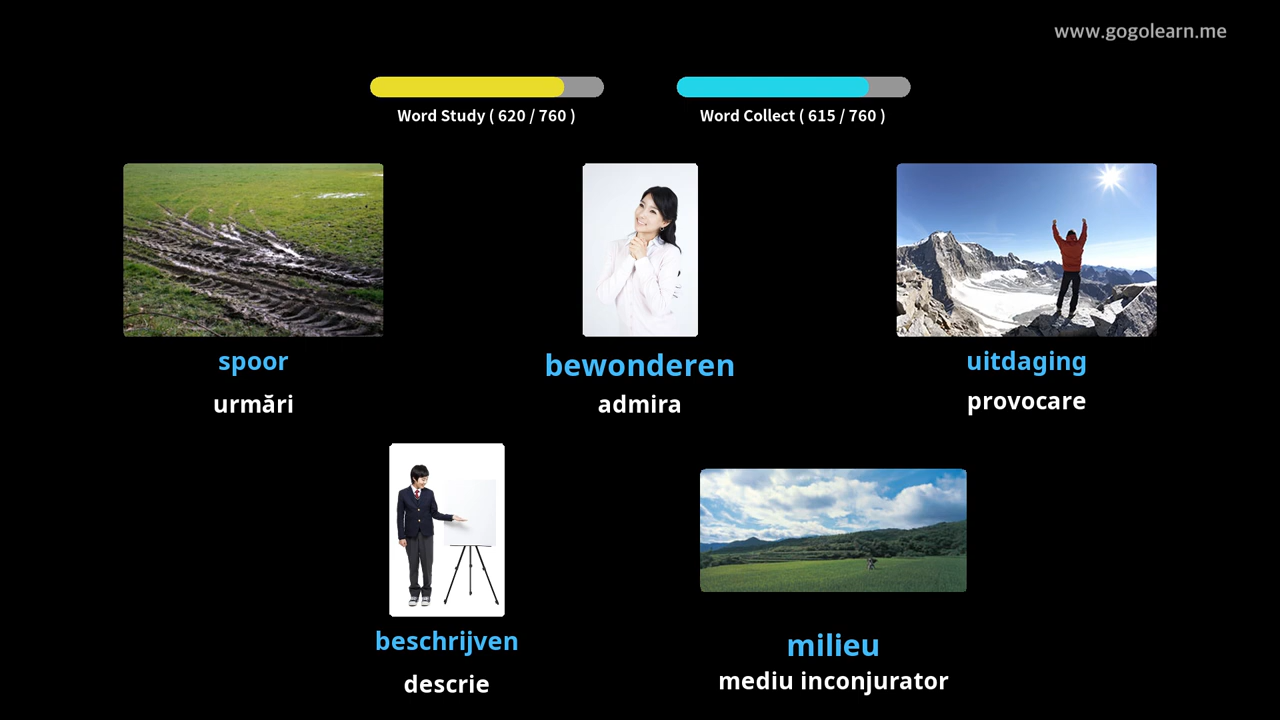 www.gogolearn.me
Word Study ( 620 / 760 )
Word Collect ( 615 / 760 )
spoor
bewonderen
uitdaging
urmări
admira
provocare
beschrijven
milieu
descrie
mediu inconjurator